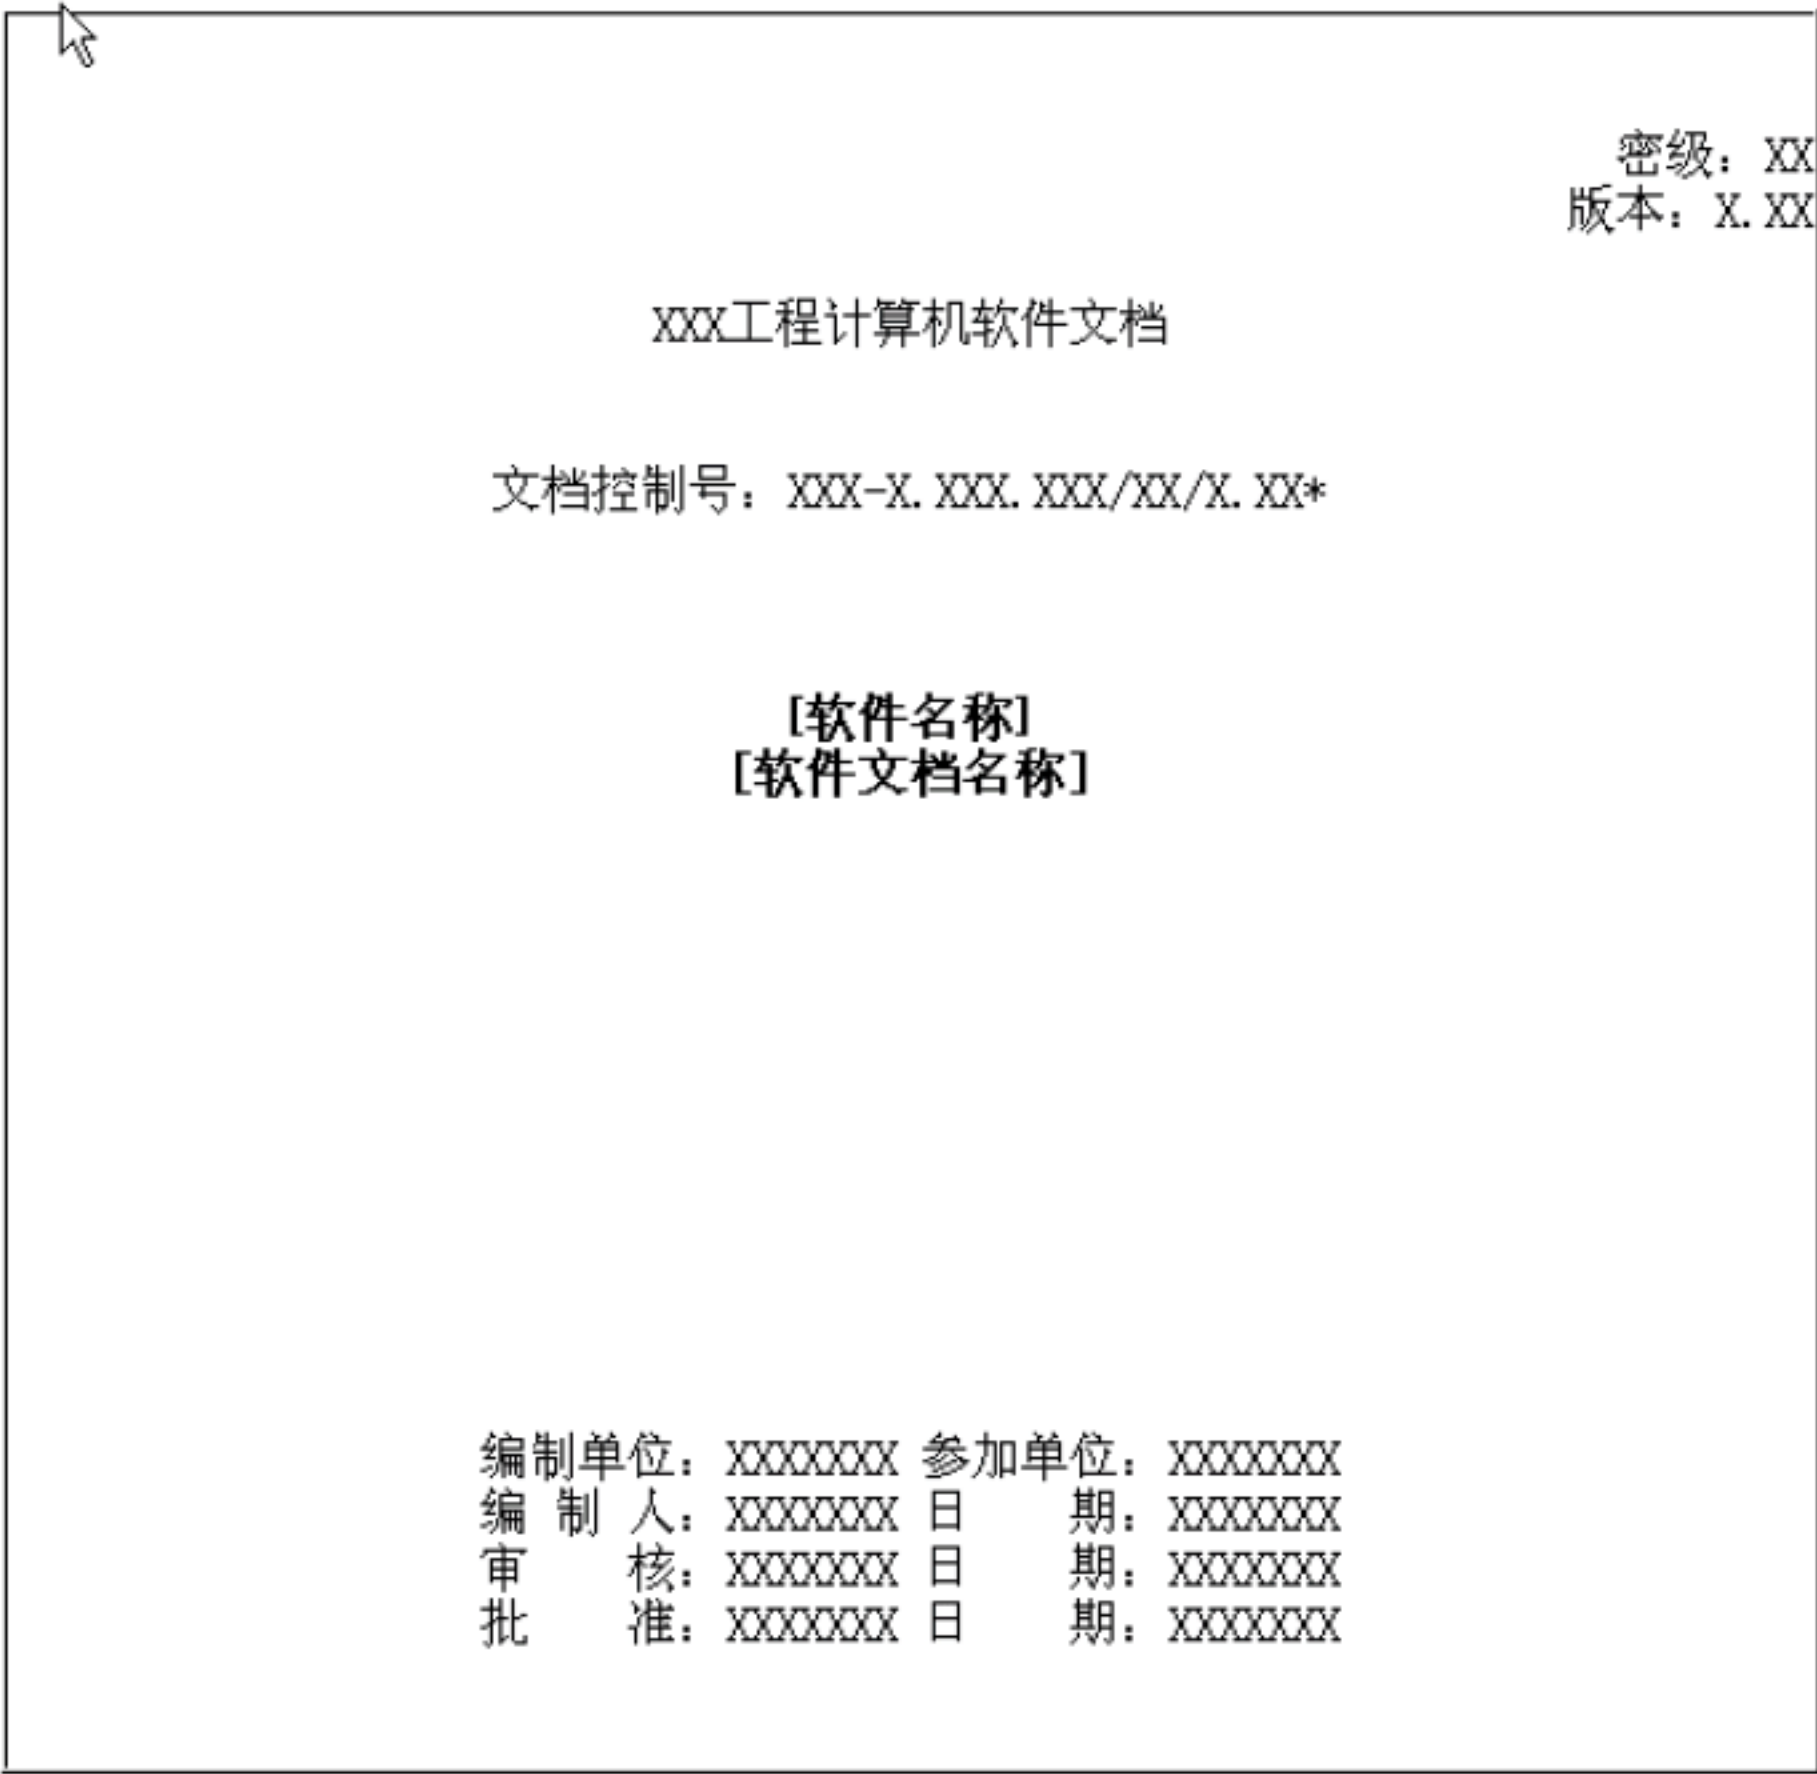 密级：XX
版本：X.XX
XXX工程计算机软件文档
文档控制号：XXX-X.XXX.XXX/XX/X.XX*
[软件名称]
[软件文档名称]
编制单位：XXXXXXX 参加单位：XXXXXXX
编 制 人：XXXXXXX 日 期：XXXXXXX
审 核：XXXXXXX 日 期：XXXXXXX
批 准：XXXXXXX 日 期：XXXXXXX